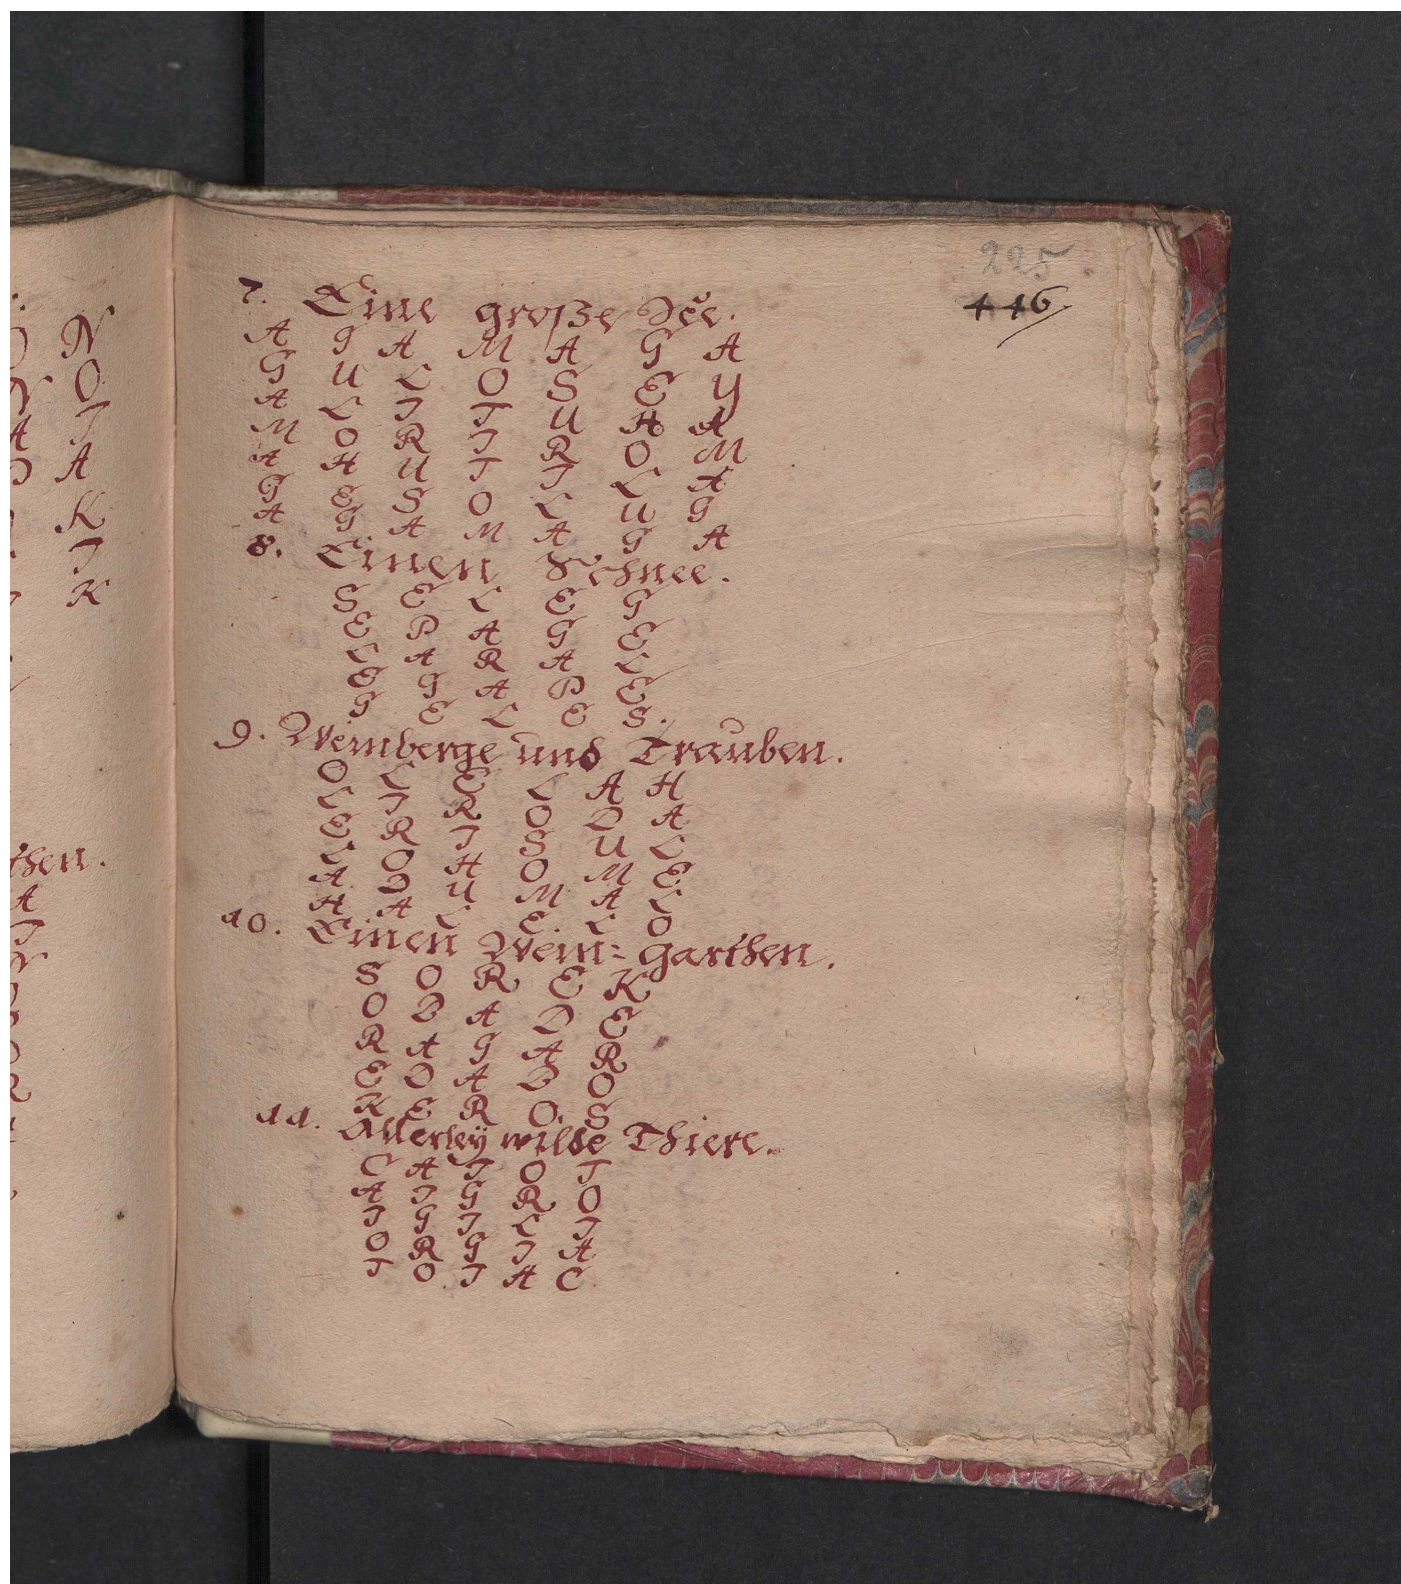 225.
446
7. Eine große See.
A G A M A G A
G U L O S E Y
A L I T U H A
M O R I R O M
A H U T I L A
G E S O L U G
A G A M A G A
8. Einen Schnee.
S E L E G
E P A G E
L A R A L
E G A P E
G E L E S.
9. Weinberge und Trauben.
O L E L A H
L I R O D A
E R I S U L
L O H O M E
A D U M A L
H A L E L O
10. Einen Wein-Garthen.
S O R E K
O B A D E
R A G A R
E D A B O
K E R O S
11. Allerley wilde Thiere.
C A I O T
A I G R O
I G I L I
O R G I A
T O I A C